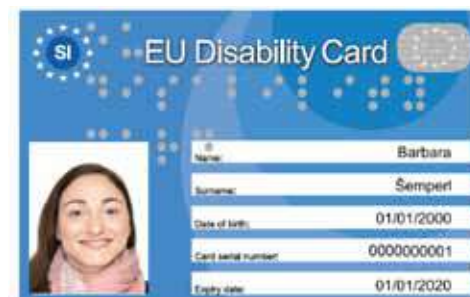 SI
EU Disability Card
Name: Barbara
Surname: Šemperl
Date of birth: 01/01/2000
Card serial number: 0000000001
Expiry date: 01/01/2020